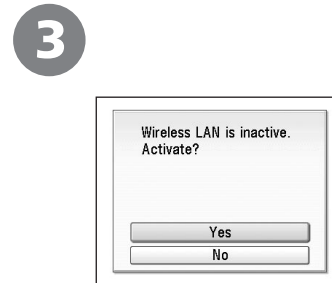 3
Wireless LAN is inactive.
Activate?
Yes
No